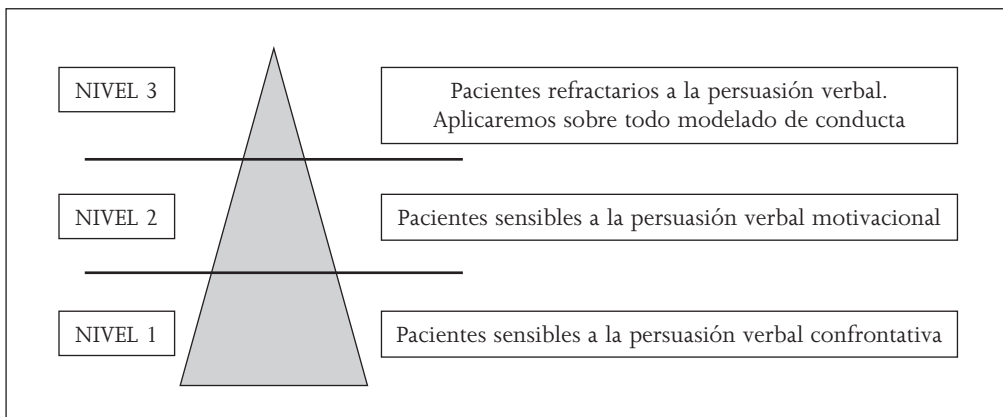 NIVEL 3
Pacientes refractarios a la persuasión verbal.
Aplicaremos sobre todo modelado de conducta
NIVEL 2
Pacientes sensibles a la persuasión verbal motivacional
NIVEL 1
Pacientes sensibles a la persuasión verbal confrontativa